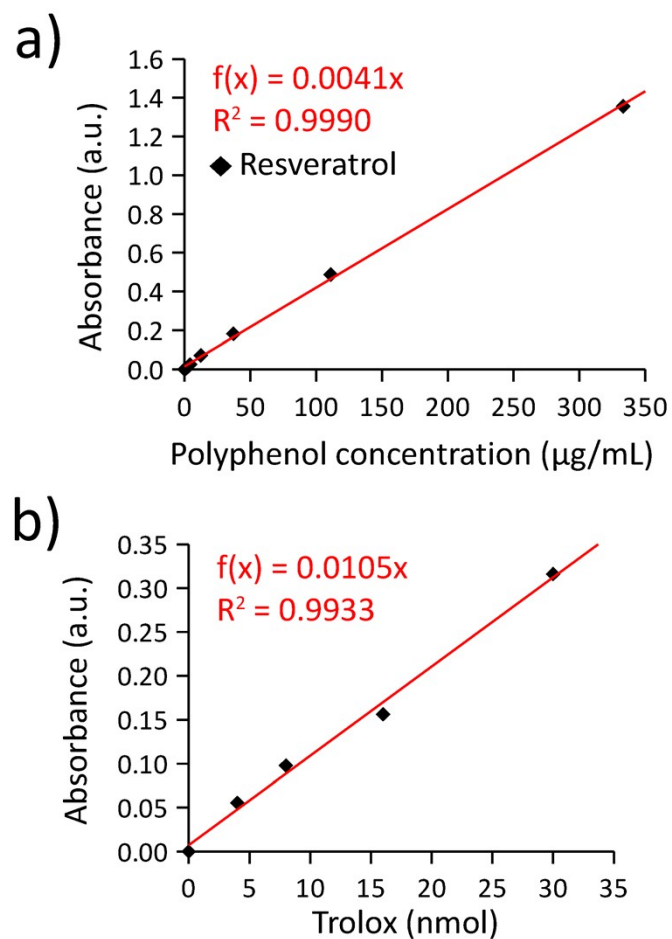 a)
f(x) = 0.0041x
R² = 0.9990
Resveratrol
Absorbance (a.u.)
1.6
1.4
1.2
1.0
0.8
0.6
0.4
0.2
0.0
0 50 100 150 200 250 300 350
Polyphenol concentration (µg/mL)
b)
f(x) = 0.0105x
R² = 0.9933
Absorbance (a.u.)
0.35
0.30
0.25
0.20
0.15
0.10
0.05
0.00
0 5 10 15 20 25 30 35
Trolox (nmol)